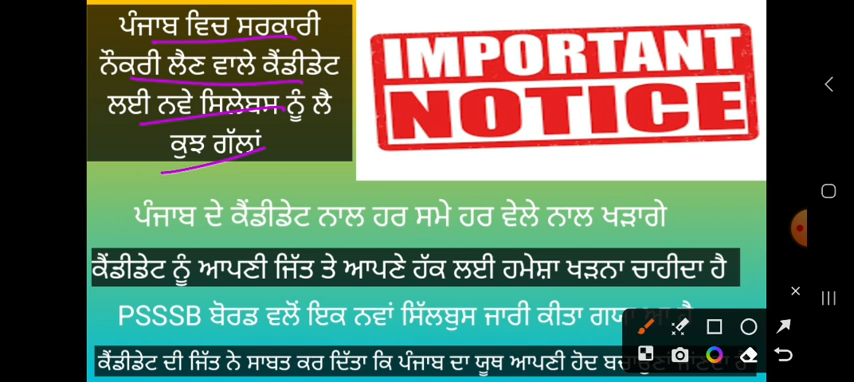 ਪੰਜਾਬ ਵਿਚ ਸਰਕਾਰੀ
ਨੌਕਰੀ ਲੈਣ ਵਾਲੇ ਕੈਂਡੀਡੇਟ
ਲਈ ਨਵੇ ਸਿਲੇਬਸ ਨੂੰ ਲੈ
ਕੁਝ ਗੱਲਾਂ
IMPORTANT
NOTICE
ਪੰਜਾਬ ਦੇ ਕੈਂਡੀਡੇਟ ਨਾਲ ਹਰ ਸਮੇ ਹਰ ਵੇਲੇ ਨਾਲ ਖੜਾਗੇ
ਕੈਂਡੀਡੇਟ ਨੂੰ ਆਪਣੀ ਜਿੱਤ ਤੇ ਆਪਣੇ ਹੱਕ ਲਈ ਹਮੇਸ਼ਾ ਖੜਨਾ ਚਾਹੀਦਾ ਹੈ
PSSSB ਬੋਰਡ ਵਲੋਂ ਇਕ ਨਵਾਂ ਸਿੱਲਬੁਸ ਜਾਰੀ ਕੀਤਾ ਹੈ
ਕੈਂਡੀਡੇਟ ਦੀ ਜਿੱਤ ਨੇ ਸਾਬਤ ਕਰ ਦਿੱਤਾ ਕਿ ਪੰਜਾਬ ਦਾ ਯੂਥ ਆਪਣੀ ਹੋਦ